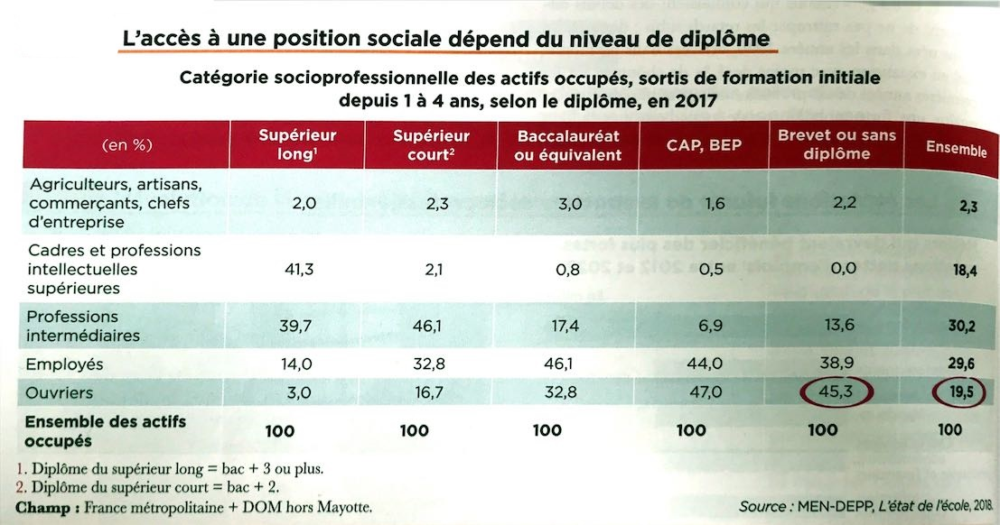 L'accès à une position sociale dépend du niveau de diplôme
Catégorie socioprofessionnelle des actifs occupés, sortis de formation initiale
depuis 1 à 4 ans, selon le diplôme, en 2017
(en %) Supérieur long¹ Supérieur court² Baccalauréat ou équivalent CAP, BEP Brevet ou sans diplôme Ensemble
Agriculteurs, artisans, commerçants, chefs d'entreprise 2,0 2,3 3,0 1,6 2,2 2,3
Cadres et professions intellectuelles supérieures 41,3 2,1 0,8 0,5 0,0 18,4
Professions intermédiaires 39,7 46,1 17,4 6,9 13,6 30,2
Employés 14,0 32,8 46,1 44,0 38,9 29,6
Ouvriers 3,0 16,7 32,8 47,0 45,3 19,5
Ensemble des actifs occupés 100 100 100 100 100 100
1. Diplôme du supérieur long = bac + 3 ou plus.
2. Diplôme du supérieur court = bac + 2.
Champ : France métropolitaine + DOM hors Mayotte.
Source : MEN-DEPP, L'état de l'école, 2018.